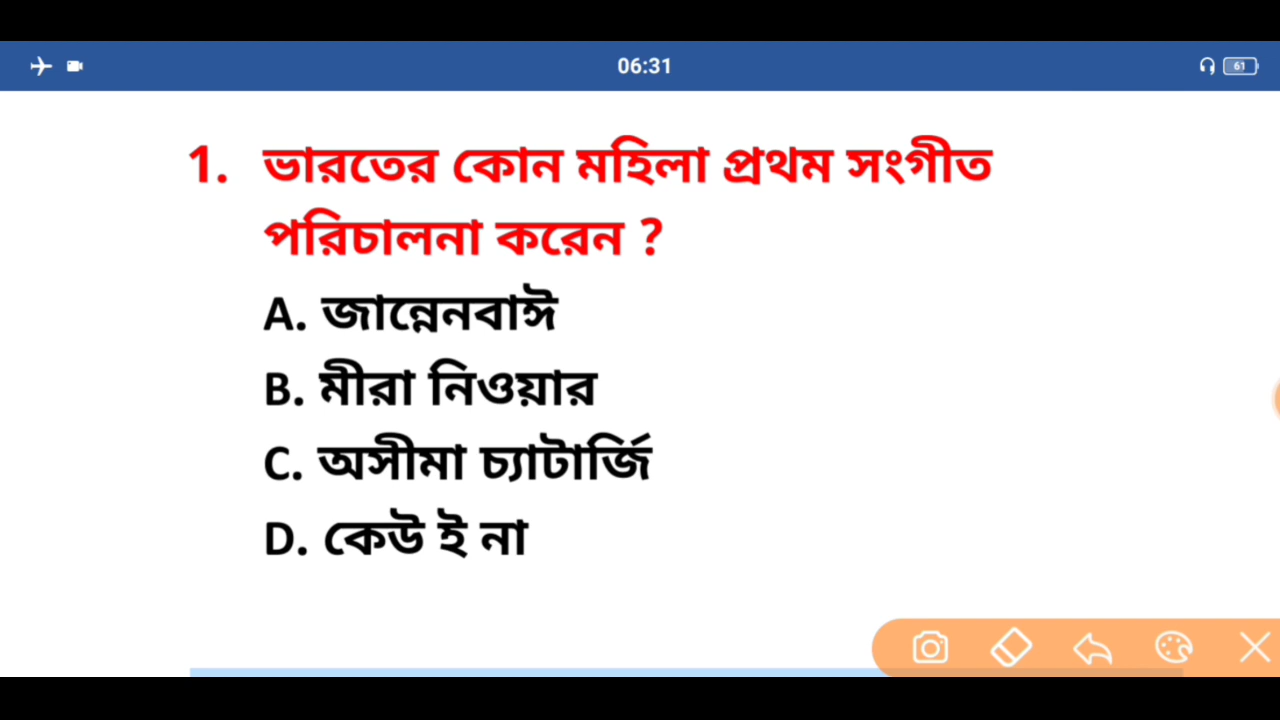 06:31
61
1. ভারতের কোন মহিলা প্রথম সংগীত
পরিচালনা করেন ?
A. জান্নেনবাঈ
B. মীরা নিওয়ার
C. অসীমা চ্যাটার্জি
D. কেউ ই না